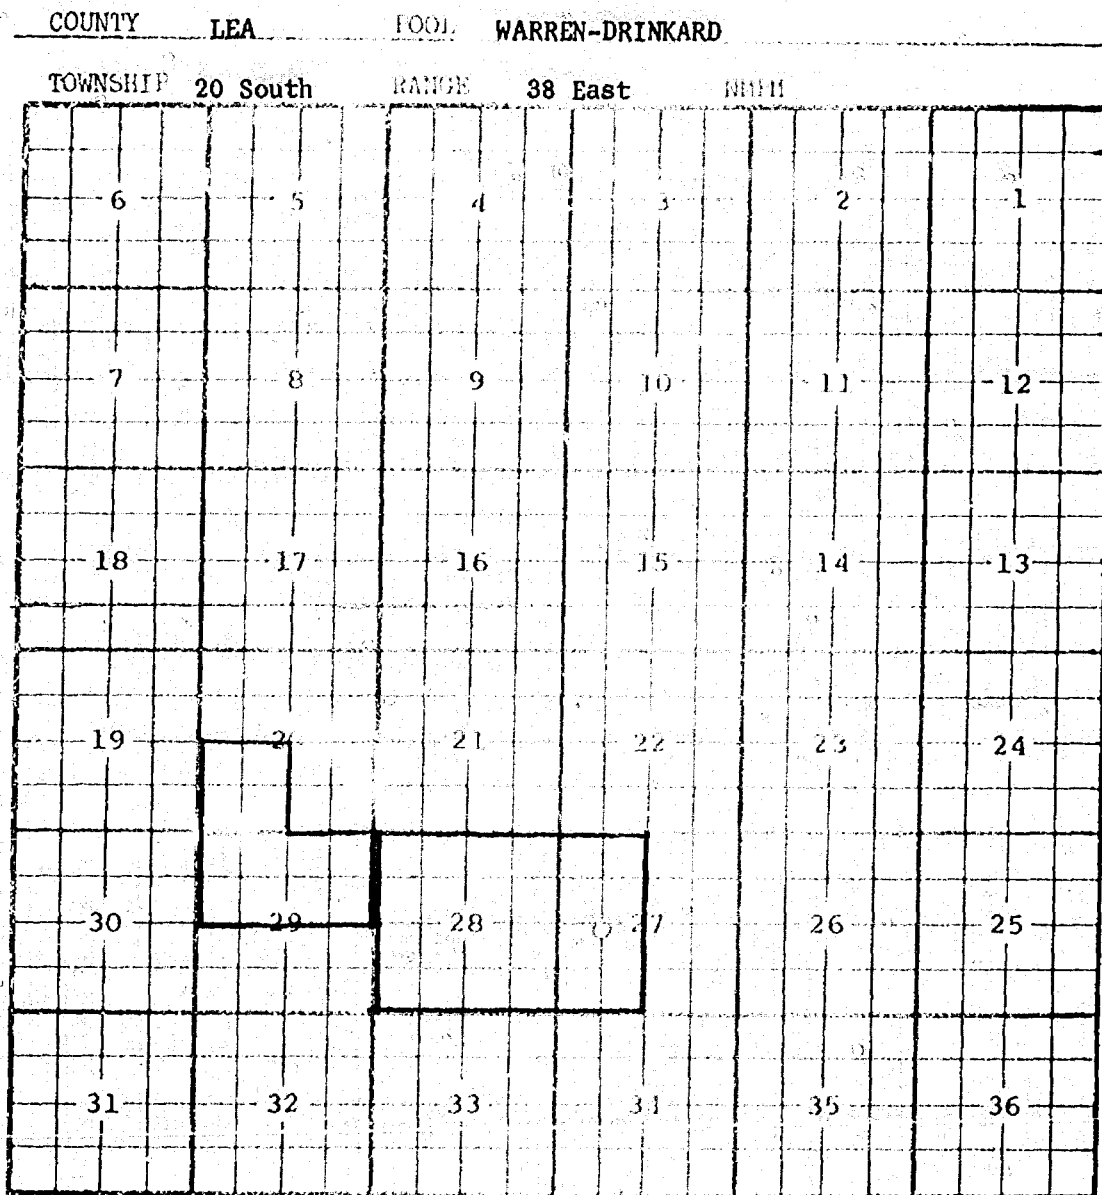 COUNTY LEA POOL WARREN-DRINKARD
TOWNSHIP 20 South RANGE 38 East NMPM
6 5 4 3 2 1
7 8 9 10 11 12
18 17 16 15 14 13
19 2 21 22 23 24
30 29 28 27 26 25
31 32 33 34 35 36